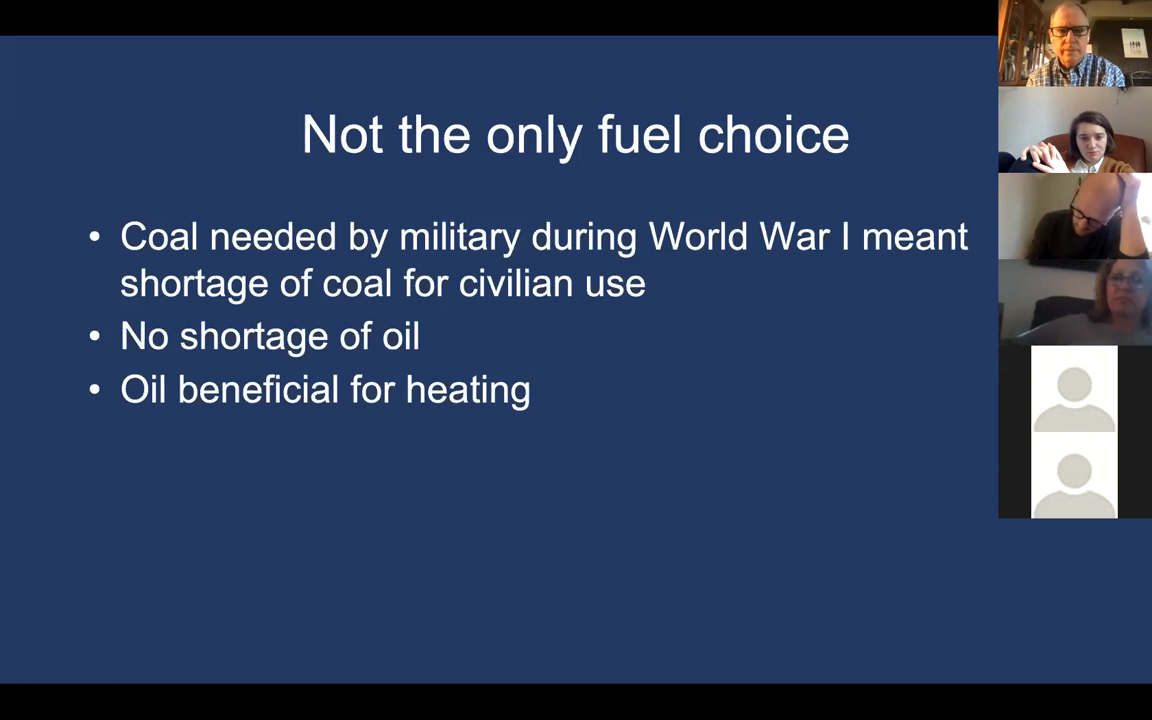 Not the only fuel choice
• Coal needed by military during World War I meant
shortage of coal for civilian use
• No shortage of oil
• Oil beneficial for heating